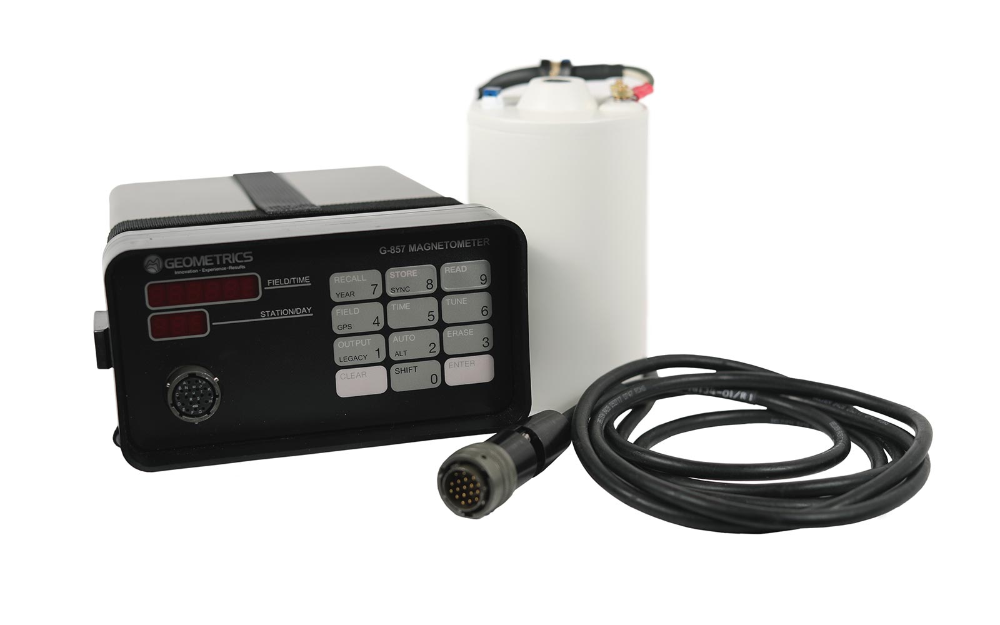 GEOMETRICS
Innovation - Experience - Results
G-857 MAGNETOMETER
FIELD/TIME
STATION/DAY
RECALL
YEAR 7
STORE
SYNC 8
READ
9
FIELD
GPS 4
TIME
5
TUNE
6
OUTPUT
LEGACY 1
AUTO
ALT 2
ERASE
3
CLEAR
SHIFT
0
ENTER